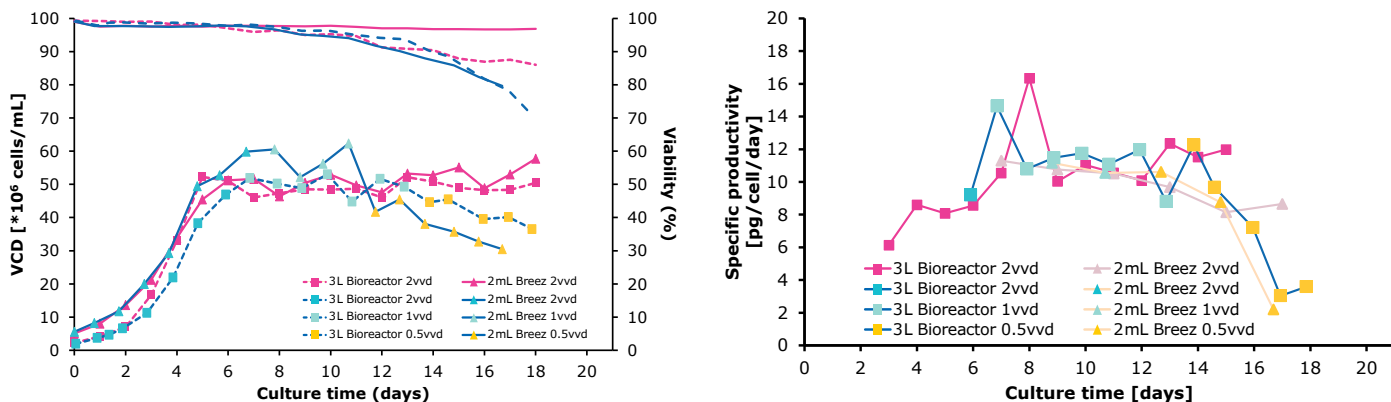 100
90
80
70
60
50
40
30
20
10
0
VCD [*10⁶ cells/mL]
0 2 4 6 8 10 12 14 16 18 20
Culture time (days)
100
90
80
70
60
50
40
30
20
10
0
Viability (%)
3L Bioreactor 2vvd
3L Bioreactor 2vvd
3L Bioreactor 1vvd
3L Bioreactor 0.5vvd
2mL Breez 2vvd
2mL Breez 2vvd
2mL Breez 1vvd
2mL Breez 0.5vvd
Specific productivity
[pg/cell/day]
20
18
16
14
12
10
8
6
4
2
0
0 2 4 6 8 10 12 14 16 18 20
Culture time [days]
3L Bioreactor 2vvd
3L Bioreactor 2vvd
3L Bioreactor 1vvd
3L Bioreactor 0.5vvd
2mL Breez 2vvd
2mL Breez 2vvd
2mL Breez 1vvd
2mL Breez 0.5vvd